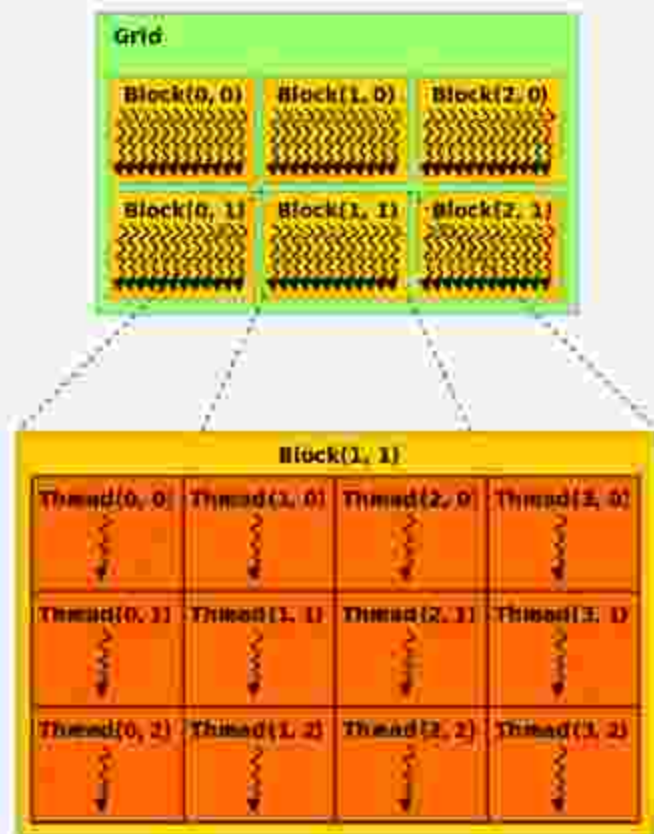 Grid
Block(0, 0) Block(1, 0) Block(2, 0)
Block(0, 1) Block(1, 1) Block(2, 1)
Block(1, 1)
Thread(0, 0) Thread(1, 0) Thread(2, 0) Thread(3, 0)
Thread(0, 1) Thread(1, 1) Thread(2, 1) Thread(3, 1)
Thread(0, 2) Thread(1, 2) Thread(2, 2) Thread(3, 2)